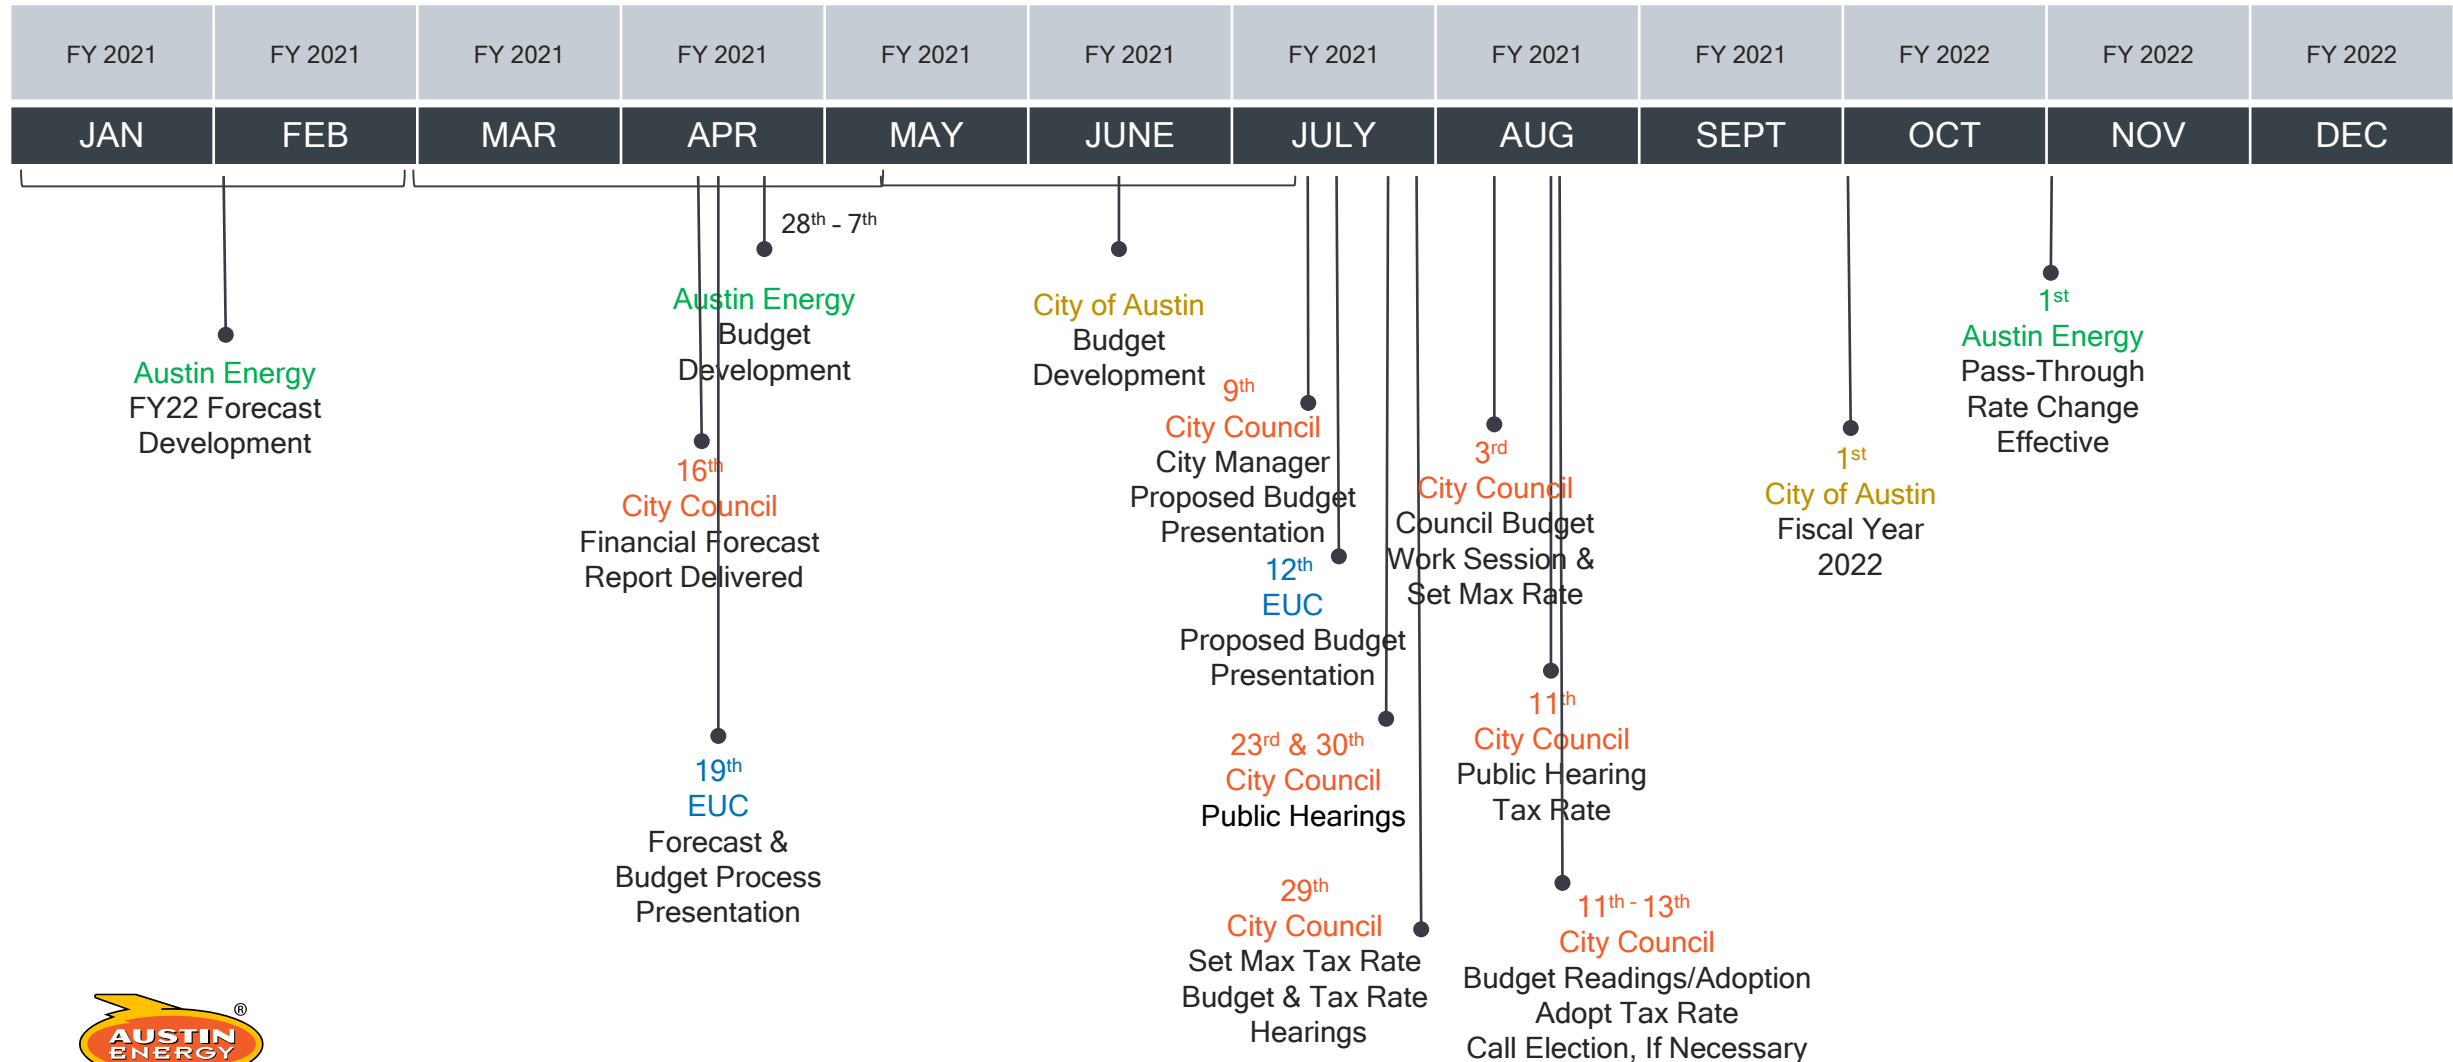 FY 2021 FY 2021 FY 2021 FY 2021 FY 2021 FY 2021 FY 2021 FY 2021 FY 2021 FY 2022 FY 2022 FY 2022
JAN FEB MAR APR MAY JUNE JULY AUG SEPT OCT NOV DEC
Austin Energy
FY22 Forecast
Development
28th - 7th
Austin Energy
Budget
Development
16th
City Council
Financial Forecast
Report Delivered
19th
EUC
Forecast &
Budget Process
Presentation
City of Austin
Budget
Development
9th
City Council
City Manager
Proposed Budget
Presentation
12th
EUC
Proposed Budget
Presentation
23rd & 30th
City Council
Public Hearings
29th
City Council
Set Max Tax Rate
Budget & Tax Rate
Hearings
3rd
City Council
Council Budget
Work Session &
Set Max Rate
11th
City Council
Public Hearing
Tax Rate
11th - 13th
City Council
Budget Readings/Adoption
Adopt Tax Rate
Call Election, If Necessary
1st
City of Austin
Fiscal Year
2022
1st
Austin Energy
Pass-Through
Rate Change
Effective
AUSTIN
ENERGY
®